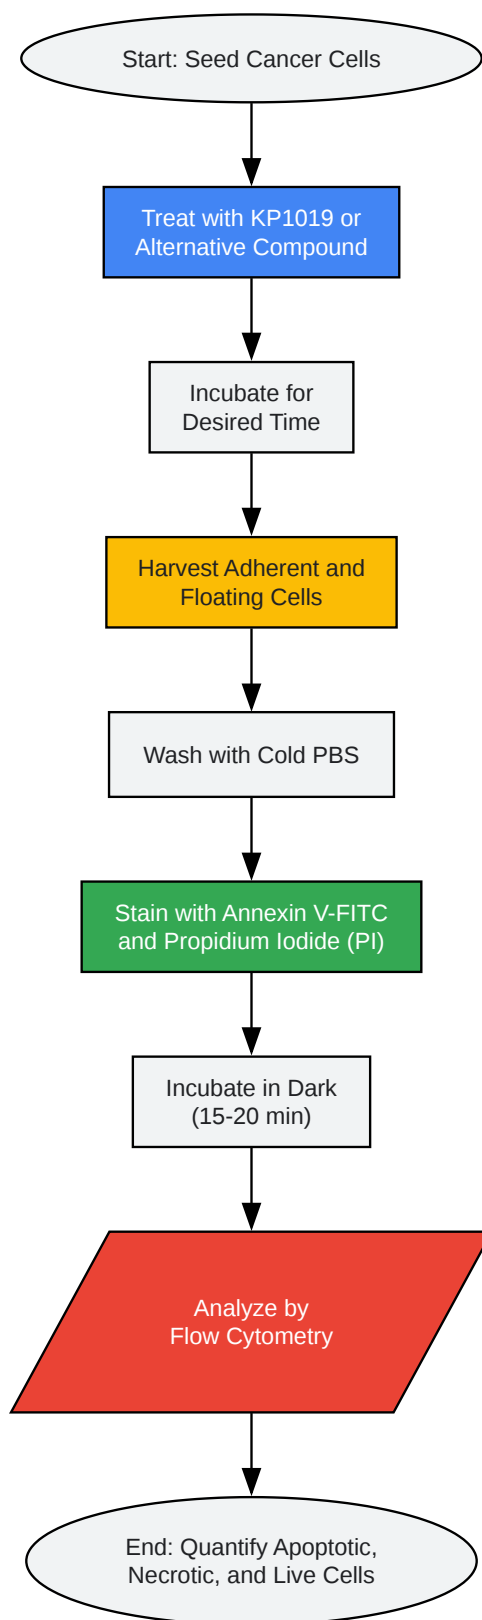 Start: Seed Cancer Cells
Treat with KP1019 or
Alternative Compound
Incubate for
Desired Time
Harvest Adherent and
Floating Cells
Wash with Cold PBS
Stain with Annexin V-FITC
and Propidium Iodide (PI)
Incubate in Dark
(15-20 min)
Analyze by
Flow Cytometry
End: Quantify Apoptotic,
Necrotic, and Live Cells